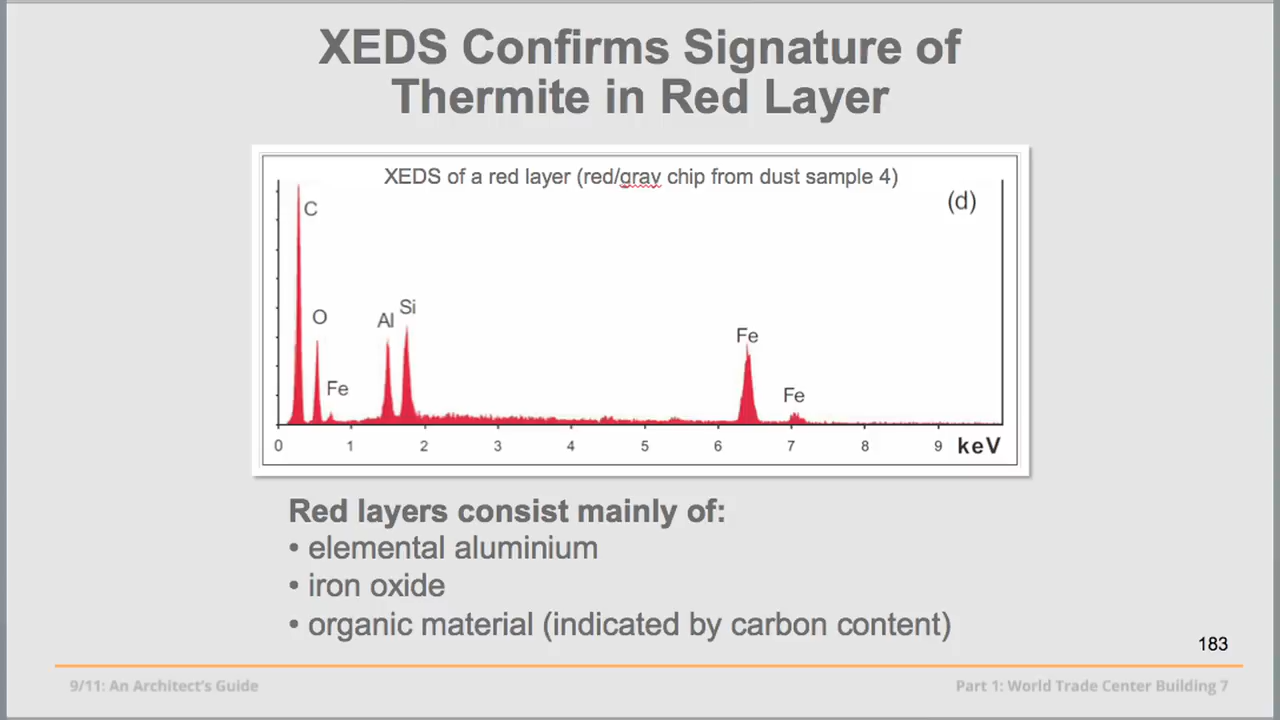 XEDS Confirms Signature of
Thermite in Red Layer
XEDS of a red layer (red/gray chip from dust sample 4)
(d)
C
O
Fe
Al
Si
Fe
Fe
0 1 2 3 4 5 6 7 8 9 keV
Red layers consist mainly of:
• elemental aluminium
• iron oxide
• organic material (indicated by carbon content)
183
9/11: An Architect's Guide
Part 1: World Trade Center Building 7